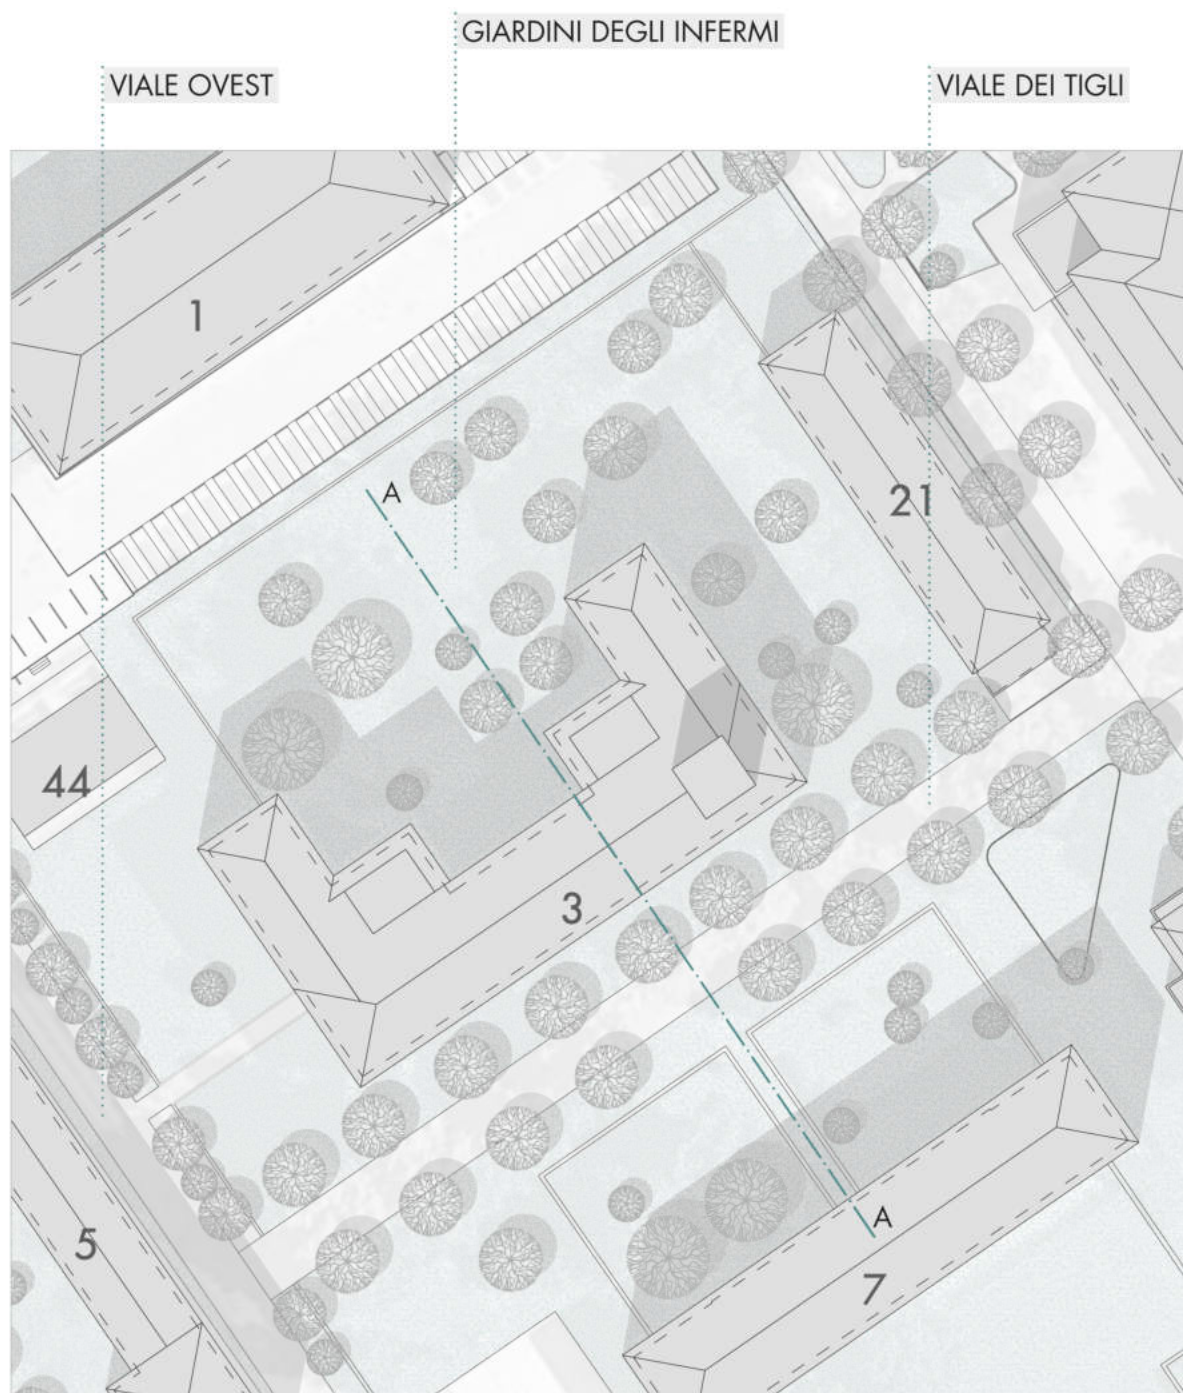 GIARDINI DEGLI INFERMI
VIALE OVEST
VIALE DEI TIGLI
1
A
21
44
3
A
5
7